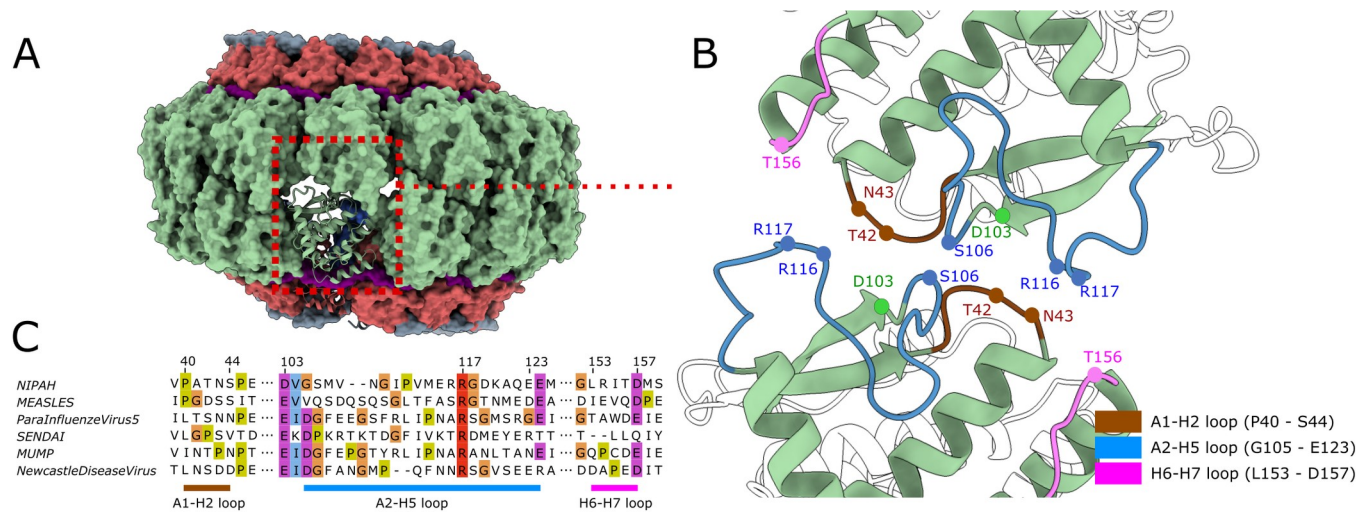 A
B
C
T156
N43
T42
D103
S106
R117
R116
R116
R117
D103
S106
T42
N43
T156
A1-H2 loop (P40 - S44)
A2-H5 loop (G105 - E123)
H6-H7 loop (L153 - D157)
40 44 103 117 123 153 157
NIPAH VPATNSPE ··· DVGSMV--NGIPVMERRGDKAQEEM ··· GLRITDMS
MEASLES IPGDSSIT ··· EVVQSDQSQSGLTFASRGTNMEDEA ··· DIEVQDPE
ParaInfluenzeVirus5 ILTSNNPE ··· EIDGFEEGSFRLIPNARGMSRGEI ··· GTAWDEIE
SENDAI VLGPSVTD ··· EKDPKRTKTDGFIVKTRDMEYERTT ··· T-LLQIY
MUMP VINTPNPT ··· EIDGFEPGTYRLIPNARANLTANEI ··· GQPCDEIE
NewcastleDiseaseVirus TLNSDDPE ··· EIDGFANGMP--QFNNRSGVSEERA ··· DDAPEDIT
A1-H2 loop A2-H5 loop H6-H7 loop